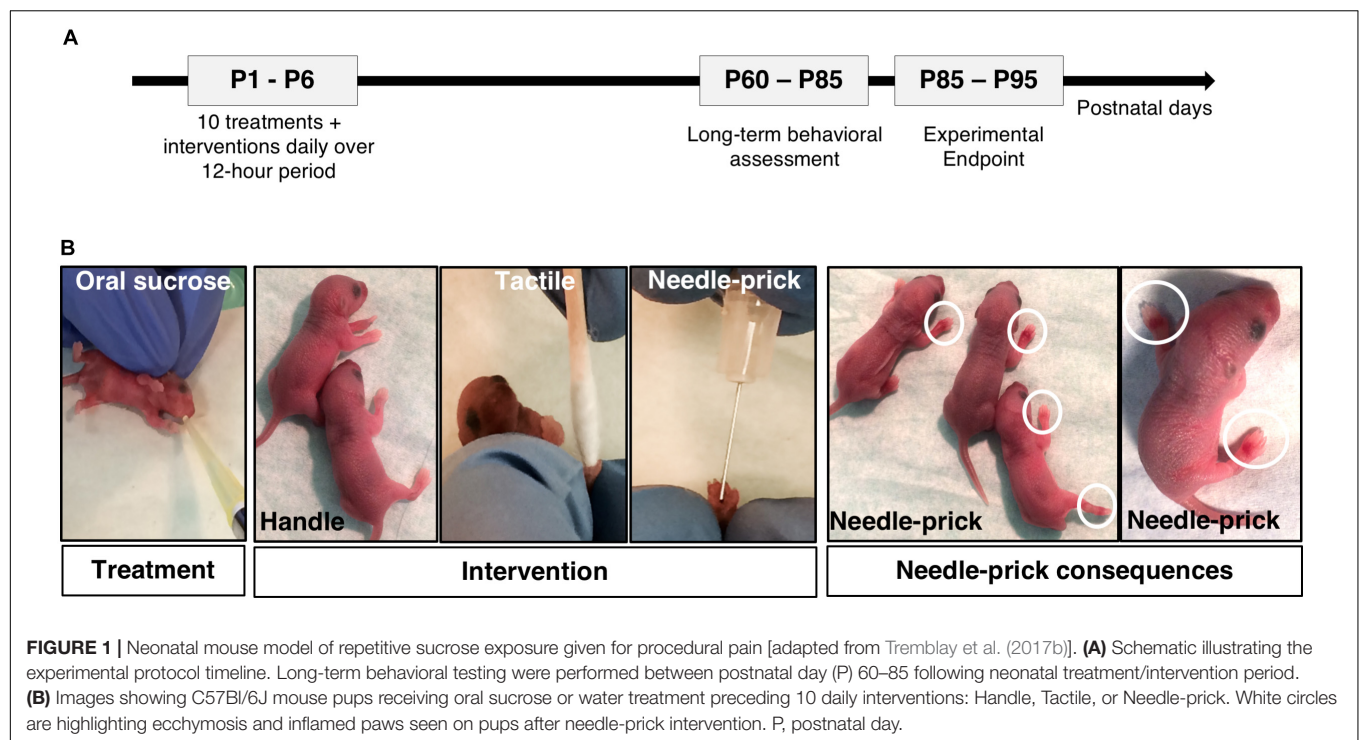 A
P1 - P6
P60 – P85
P85 – P95
Postnatal days
10 treatments +
interventions daily over
12-hour period
Long-term behavioral
assessment
Experimental
Endpoint
B
Oral sucrose
Handle
Tactile
Needle-prick
Needle-prick
Needle-prick
Treatment
Intervention
Needle-prick consequences
FIGURE 1 | Neonatal mouse model of repetitive sucrose exposure given for procedural pain [adapted from Tremblay et al. (2017b)]. (A) Schematic illustrating the
experimental protocol timeline. Long-term behavioral testing were performed between postnatal day (P) 60–85 following neonatal treatment/intervention period.
(B) Images showing C57Bl/6J mouse pups receiving oral sucrose or water treatment preceding 10 daily interventions: Handle, Tactile, or Needle-prick. White circles
are highlighting ecchymosis and inflamed paws seen on pups after needle-prick intervention. P, postnatal day.